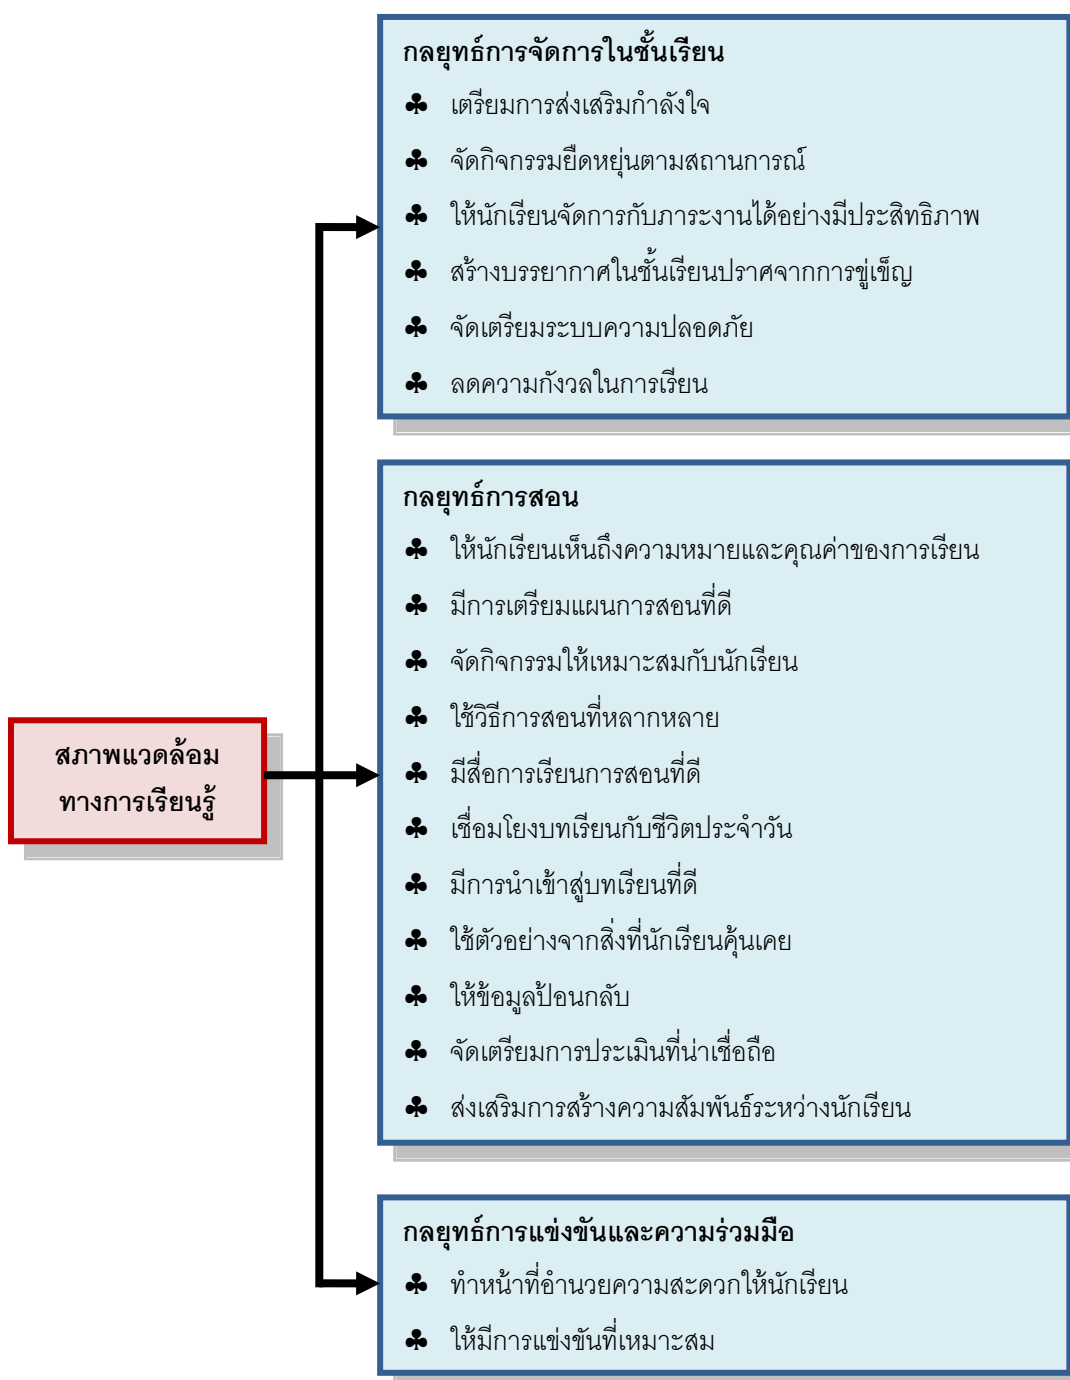 กลยุทธ์การจัดการในชั้นเรียน
♣ เตรียมการส่งเสริมกำลังใจ
♣ จัดกิจกรรมยืดหยุ่นตามสถานการณ์
♣ ให้นักเรียนจัดการกับภาระงานได้อย่างมีประสิทธิภาพ
♣ สร้างบรรยากาศในชั้นเรียนปราศจากการขู่เข็ญ
♣ จัดเตรียมระบบความปลอดภัย
♣ ลดความกังวลในการเรียน
สภาพแวดล้อม
ทางการเรียนรู้
กลยุทธ์การสอน
♣ ให้นักเรียนเห็นถึงความหมายและคุณค่าของการเรียน
♣ มีการเตรียมแผนการสอนที่ดี
♣ จัดกิจกรรมให้เหมาะสมกับนักเรียน
♣ ใช้วิธีการสอนที่หลากหลาย
♣ มีสื่อการเรียนการสอนที่ดี
♣ เชื่อมโยงบทเรียนกับชีวิตประจำวัน
♣ มีการนำเข้าสู่บทเรียนที่ดี
♣ ใช้ตัวอย่างจากสิ่งที่นักเรียนคุ้นเคย
♣ ให้ข้อมูลป้อนกลับ
♣ จัดเตรียมการประเมินที่น่าเชื่อถือ
♣ ส่งเสริมการสร้างความสัมพันธ์ระหว่างนักเรียน
กลยุทธ์การแข่งขันและความร่วมมือ
♣ ทำหน้าที่อำนวยความสะดวกให้นักเรียน
♣ ให้มีการแข่งขันที่เหมาะสม